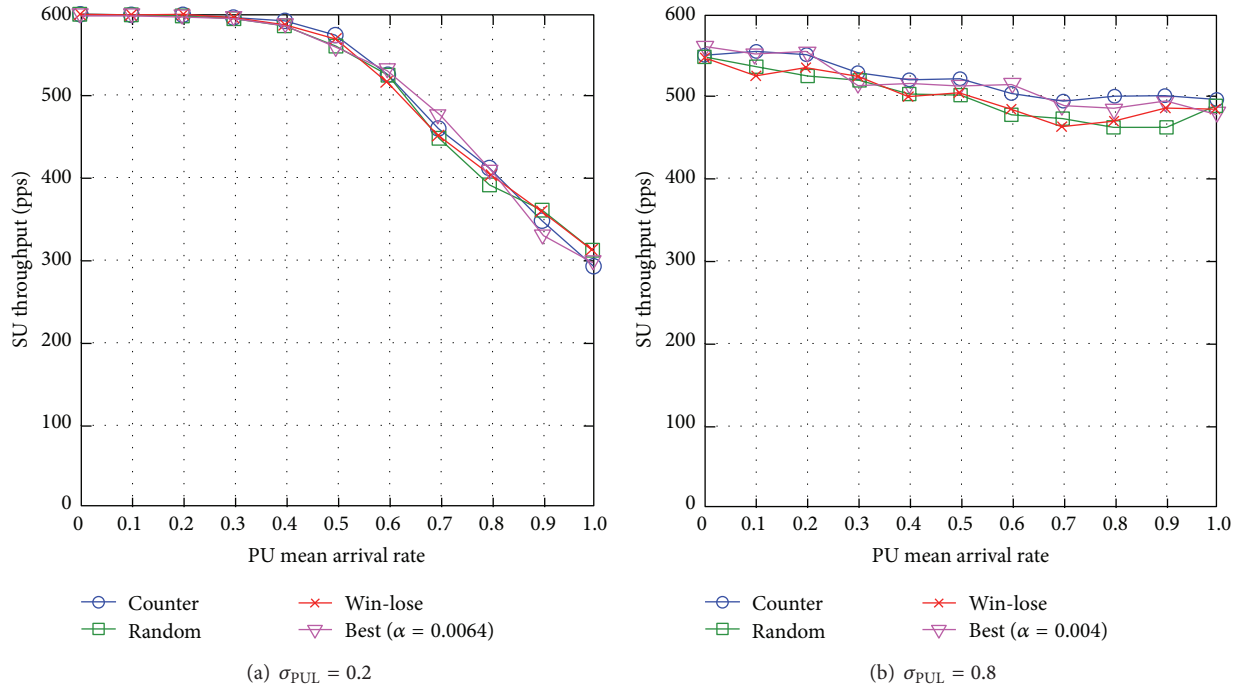 600
500
400
300
200
100
0
SU throughput (pps)
0 0.1 0.2 0.3 0.4 0.5 0.6 0.7 0.8 0.9 1.0
PU mean arrival rate
Counter
Random
Win-lose
Best (α = 0.0064)
(a) σPUL = 0.2
600
500
400
300
200
100
0
SU throughput (pps)
0 0.1 0.2 0.3 0.4 0.5 0.6 0.7 0.8 0.9 1.0
PU mean arrival rate
Counter
Random
Win-lose
Best (α = 0.004)
(b) σPUL = 0.8